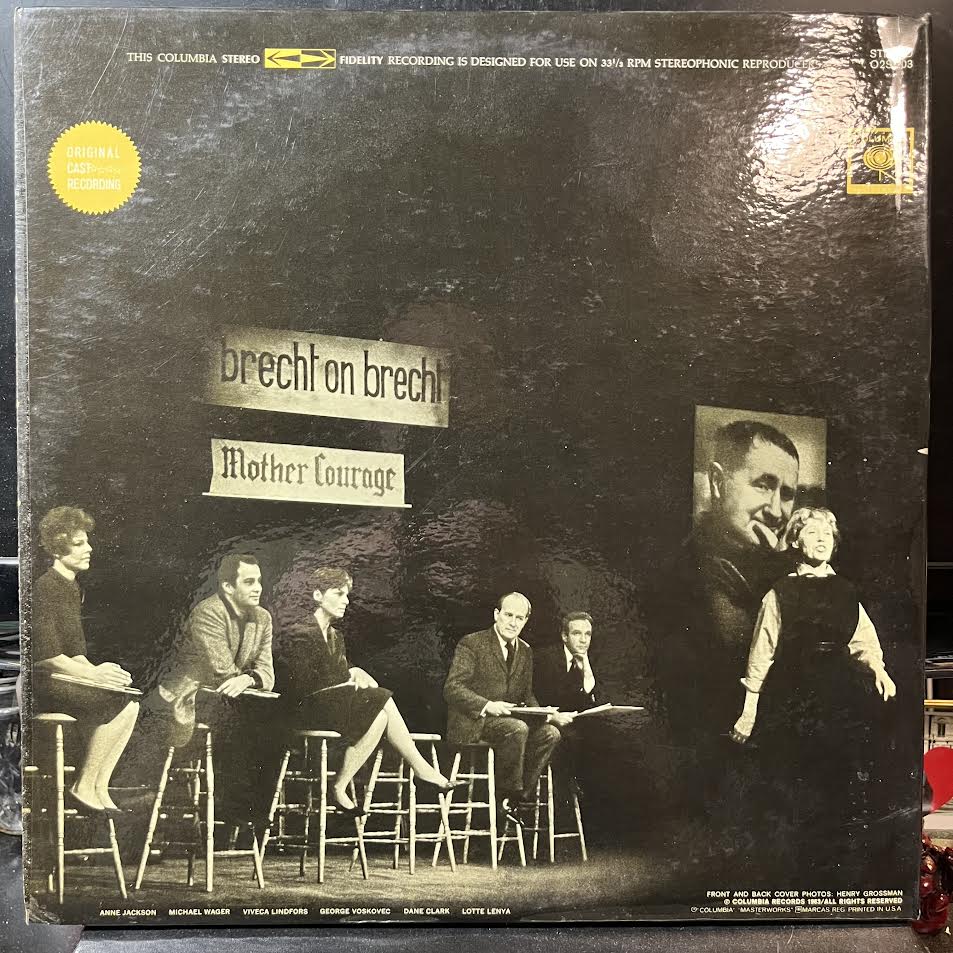 THIS COLUMBIA STEREO FIDELITY RECORDING IS DESIGNED FOR USE ON 33⅓ RPM STEREOPHONIC REPRODUCERS
ORIGINAL
CAST
RECORDING
brecht on brecht
Mother Courage
ANNE JACKSON MICHAEL WAGER VIVECA LINDFORS GEORGE VOSKOVEC DANE CLARK LOTTE LENYA
FRONT AND BACK COVER PHOTOS: HENRY GROSSMAN
© COLUMBIA RECORDS 1963/ALL RIGHTS RESERVED
"COLUMBIA" "MASTERWORKS" MARCAS REG. PRINTED IN U.S.A